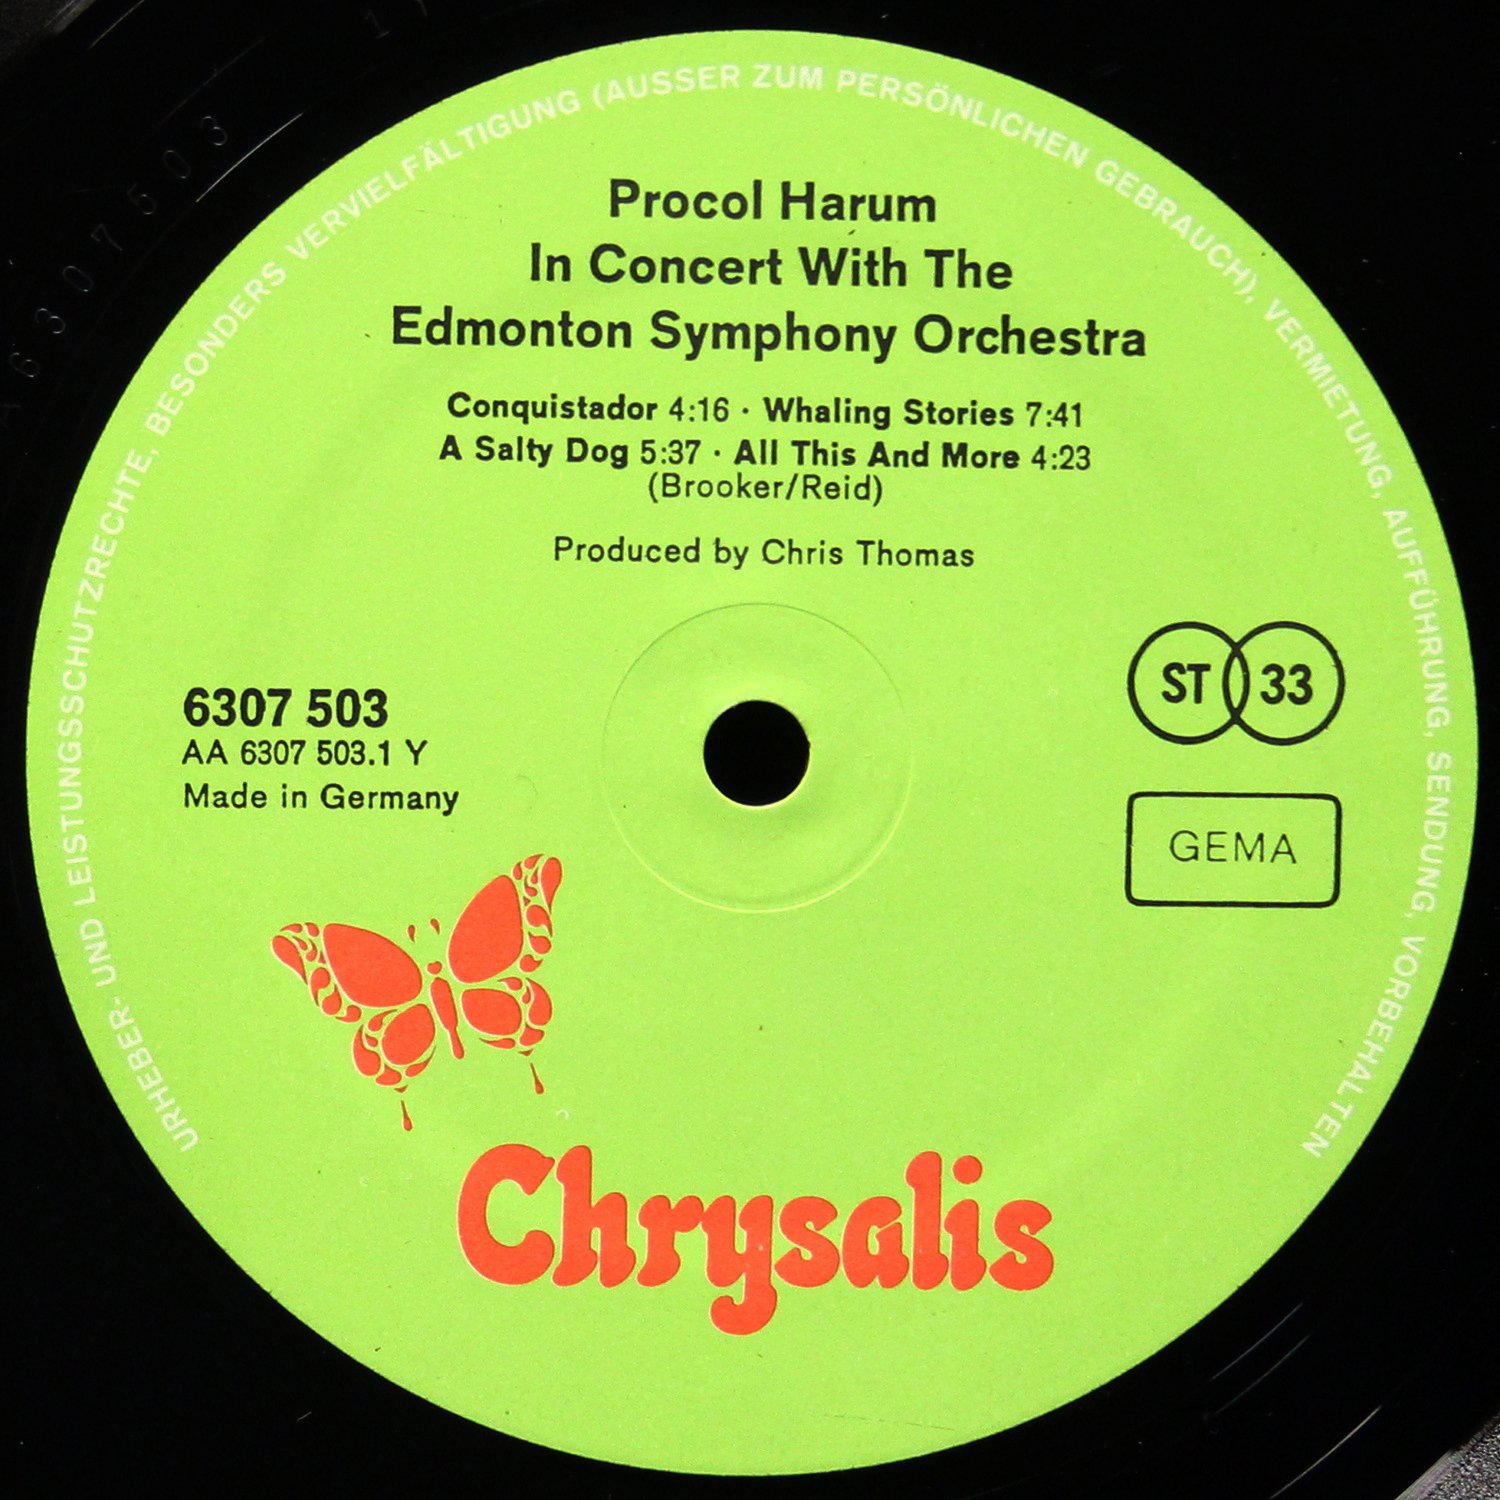 URHEBER- UND LEISTUNGSSCHUTZRECHTE, BESONDERS VERVIELFÄLTIGUNG (AUSSER ZUM PERSÖNLICHEN GEBRAUCH), VERMIETUNG, AUFFÜHRUNG, SENDUNG, VORBEHALTEN
6307503
Procol Harum
In Concert With The
Edmonton Symphony Orchestra
Conquistador 4:16 · Whaling Stories 7:41
A Salty Dog 5:37 · All This And More 4:23
(Brooker/Reid)
Produced by Chris Thomas
ST 33
6307 503
AA 6307 503.1 Y
Made in Germany
GEMA
Chrysalis